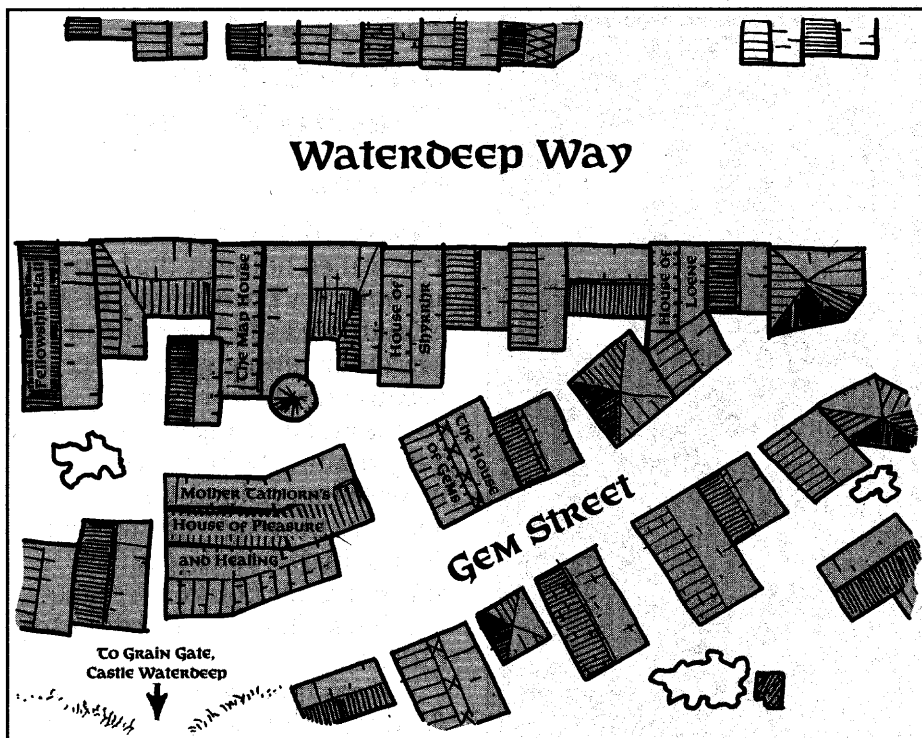 Waterdeep Way
Fellowship Hall
The Map House
House of
Shyrrhr
House of
Loene
The House
Of Gems
Mother Tathlorn's
House of Pleasure
and Healing
Gem Street
To Grain Gate,
Castle Waterdeep